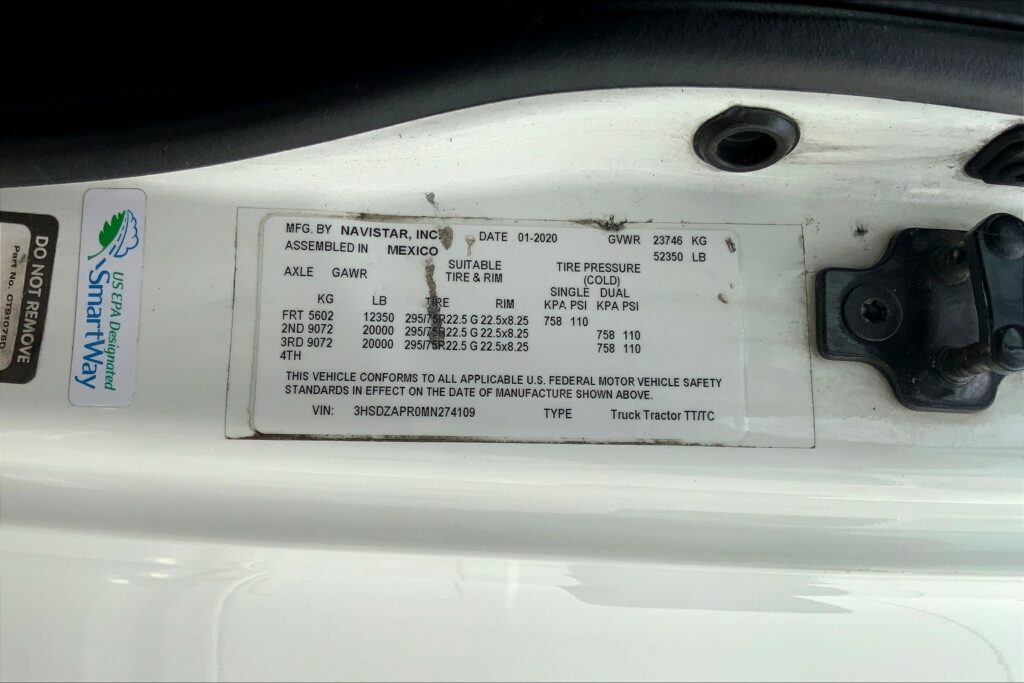 DO NOT REMOVE
Part No. CTS1078D
US EPA Designated
SmartWay
MFG. BY NAVISTAR, INC. DATE 01-2020 GVWR 23746 KG
ASSEMBLED IN MEXICO 52350 LB
AXLE GAWR SUITABLE TIRE & RIM TIRE PRESSURE (COLD)
SINGLE DUAL
KG LB TIRE RIM KPA PSI KPA PSI
FRT 5602 12350 295/75R22.5 G 22.5x8.25 758 110
2ND 9072 20000 295/75R22.5 G 22.5x8.25 758 110
3RD 9072 20000 295/75R22.5 G 22.5x8.25 758 110
4TH
THIS VEHICLE CONFORMS TO ALL APPLICABLE U.S. FEDERAL MOTOR VEHICLE SAFETY
STANDARDS IN EFFECT ON THE DATE OF MANUFACTURE SHOWN ABOVE.
VIN: 3HSDZAPR0MN274109 TYPE Truck Tractor TT/TC